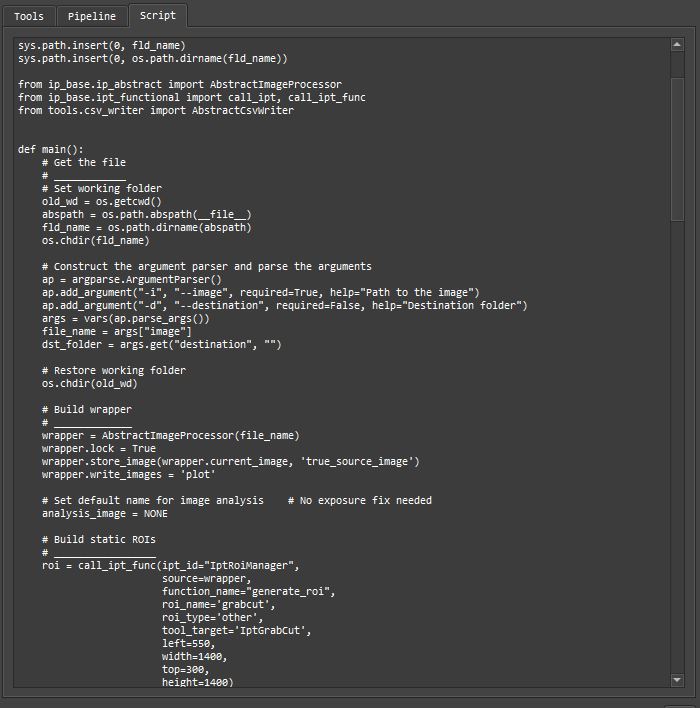 Tools
Pipeline
Script
sys.path.insert(0, fld_name)
sys.path.insert(0, os.path.dirname(fld_name))

from ip_base.ip_abstract import AbstractImageProcessor
from ip_base.ipt_functional import call_ipt, call_ipt_func
from tools.csv_writer import AbstractCsvWriter


def main():
    # Get the file
    # ____________
    # Set working folder
    old_wd = os.getcwd()
    abspath = os.path.abspath(__file__)
    fld_name = os.path.dirname(abspath)
    os.chdir(fld_name)

    # Construct the argument parser and parse the arguments
    ap = argparse.ArgumentParser()
    ap.add_argument("-i", "--image", required=True, help="Path to the image")
    ap.add_argument("-d", "--destination", required=False, help="Destination folder")
    args = vars(ap.parse_args())
    file_name = args["image"]
    dst_folder = args.get("destination", "")

    # Restore working folder
    os.chdir(old_wd)

    # Build wrapper
    # _____________
    wrapper = AbstractImageProcessor(file_name)
    wrapper.lock = True
    wrapper.store_image(wrapper.current_image, 'true_source_image')
    wrapper.write_images = 'plot'

    # Set default name for image analysis    # No exposure fix needed
    analysis_image = NONE

    # Build static ROIs
    # _________________
    roi = call_ipt_func(ipt_id="IptRoiManager",
                        source=wrapper,
                        function_name="generate_roi",
                        roi_name='grabcut',
                        roi_type='other',
                        tool_target='IptGrabCut',
                        left=550,
                        width=1400,
                        top=300,
                        height=1400)